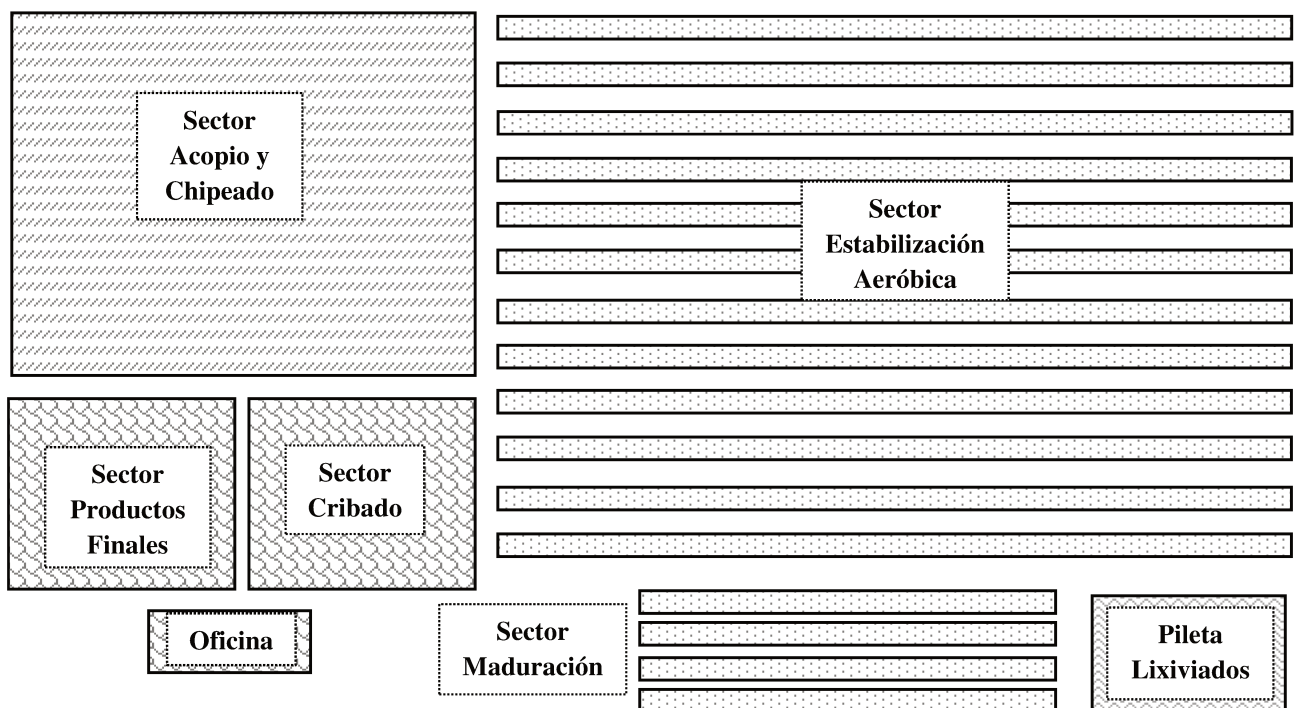 Sector
Acopio y
Chipeado
Sector
Estabilización
Aeróbica
Sector
Productos
Finales
Sector
Cribado
Oficina
Sector
Maduración
Pileta
Lixiviados